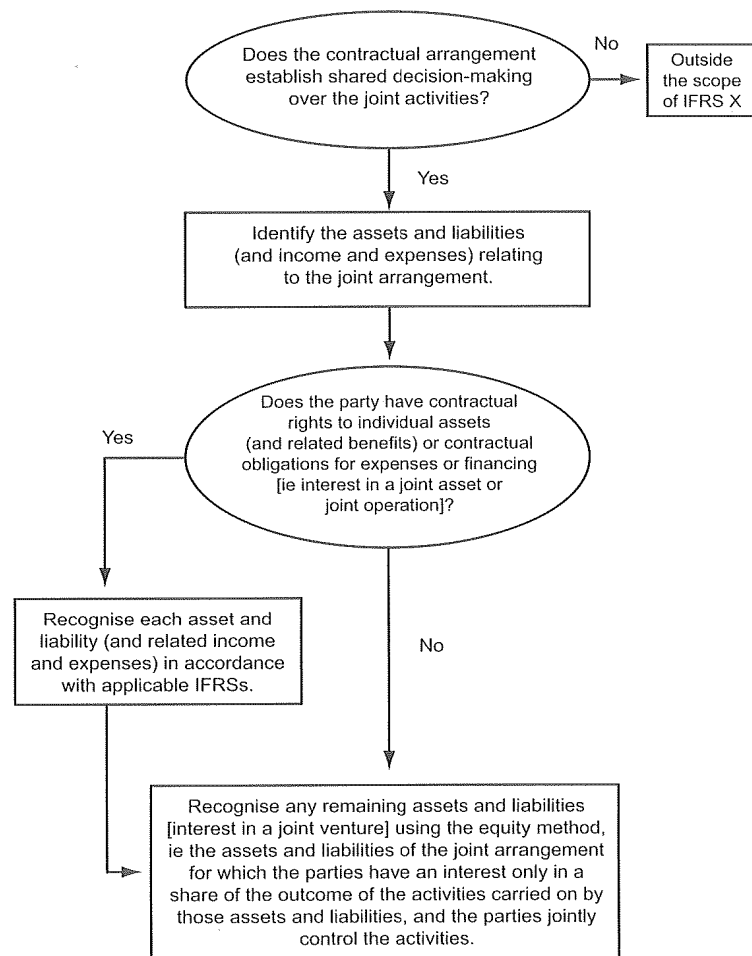 Does the contractual arrangement
establish shared decision-making
over the joint activities?
No
Outside
the scope
of IFRS X
Yes
Identify the assets and liabilities
(and income and expenses) relating
to the joint arrangement.
Does the party have contractual
rights to individual assets
(and related benefits) or contractual
obligations for expenses or financing
[ie interest in a joint asset or
joint operation]?
Yes
Recognise each asset and
liability (and related income
and expenses) in accordance
with applicable IFRSs.
No
Recognise any remaining assets and liabilities
[interest in a joint venture] using the equity method,
ie the assets and liabilities of the joint arrangement
for which the parties have an interest only in a
share of the outcome of the activities carried on by
those assets and liabilities, and the parties jointly
control the activities.